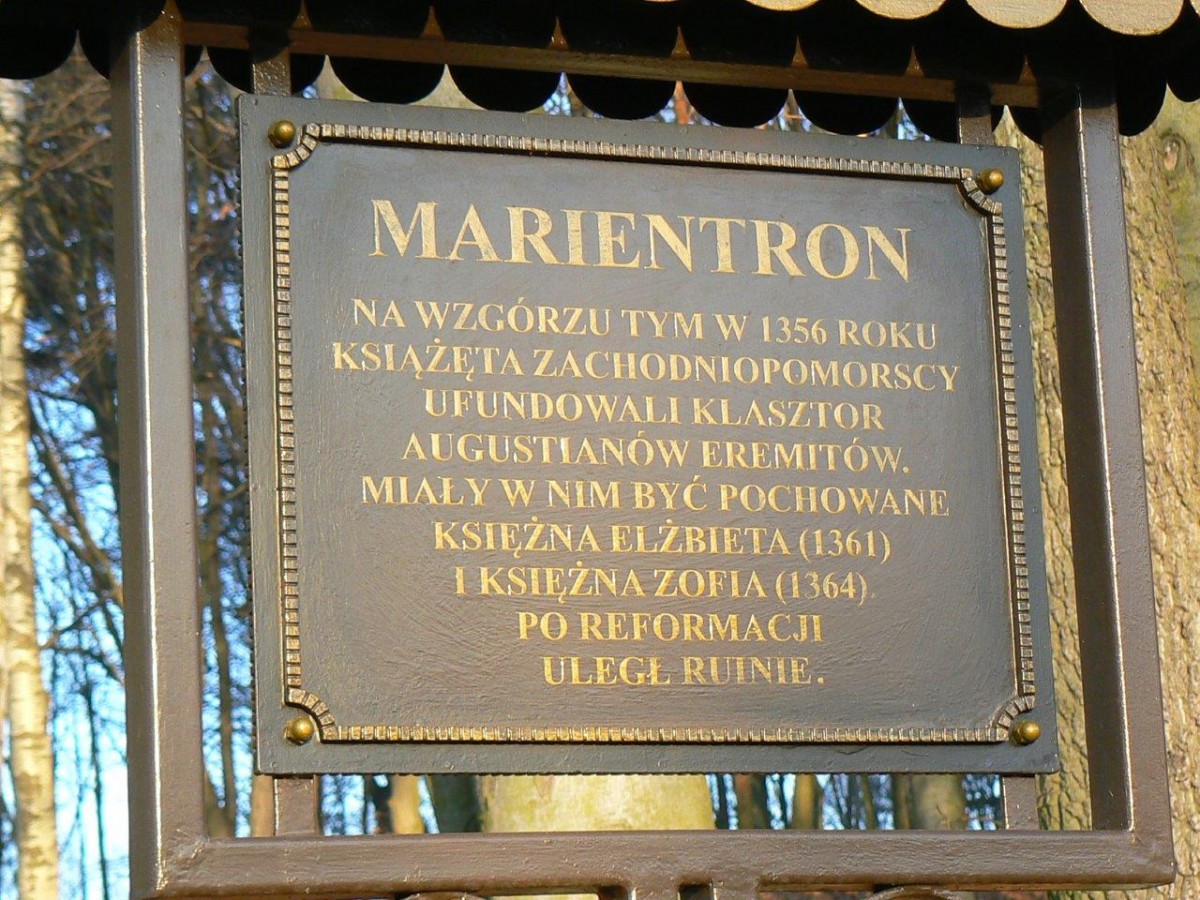 MARIENTRON
NA WZGÓRZU TYM W 1356 ROKU
KSIĄŻĘTA ZACHODNIOPOMORSCY
UFUNDOWALI KLASZTOR
AUGUSTIANÓW EREMITÓW.
MIAŁY W NIM BYĆ POCHOWANE
KSIĘŻNA ELŻBIETA (1361)
I KSIĘŻNA ZOFIA (1364)
PO REFORMACJI
ULEGŁ RUINIE.